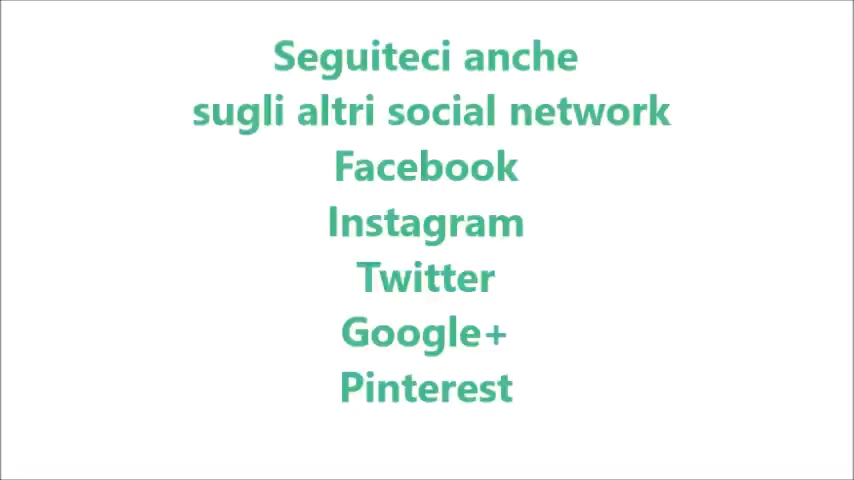 Seguiteci anche
sugli altri social network
Facebook
Instagram
Twitter
Google+
Pinterest